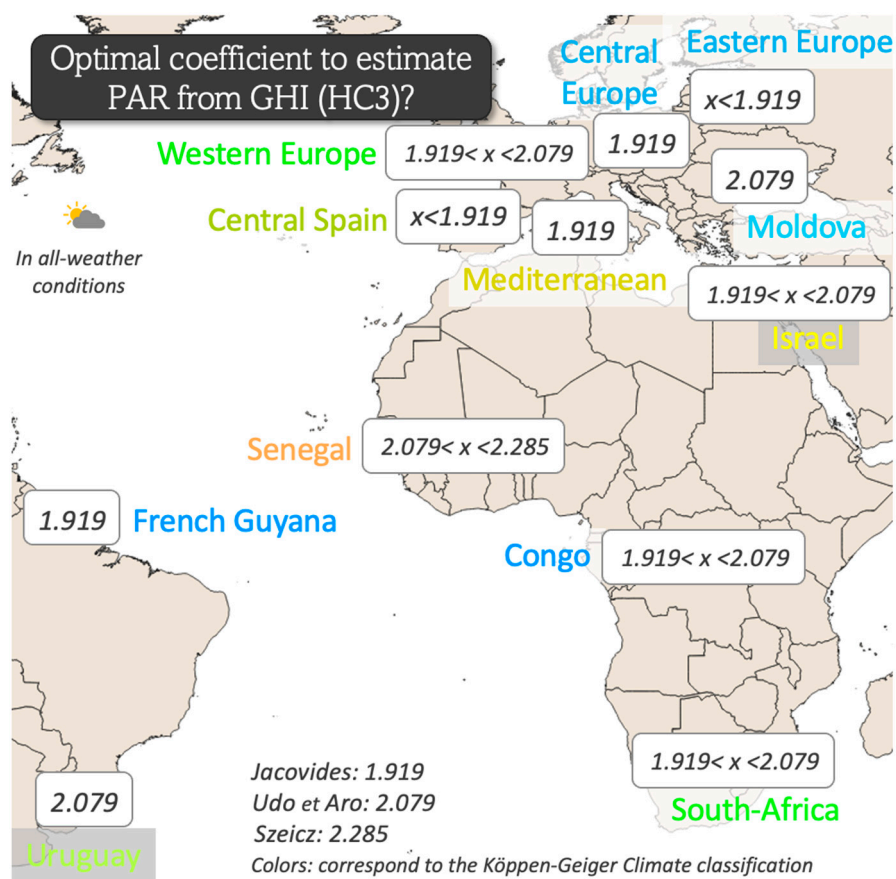 Optimal coefficient to estimate
PAR from GHI (HC3)?
Central
Europe
Eastern Europe
x<1.919
Western Europe
1.919< x <2.079
1.919
2.079
Central Spain
x<1.919
1.919
Moldova
In all-weather
conditions
Mediterranean
1.919< x <2.079
Israel
Senegal
2.079< x <2.285
1.919
French Guyana
Congo
1.919< x <2.079
1.919< x <2.079
South-Africa
2.079
Uruguay
Jacovides: 1.919
Udo et Aro: 2.079
Szeicz: 2.285
Colors: correspond to the Köppen-Geiger Climate classification